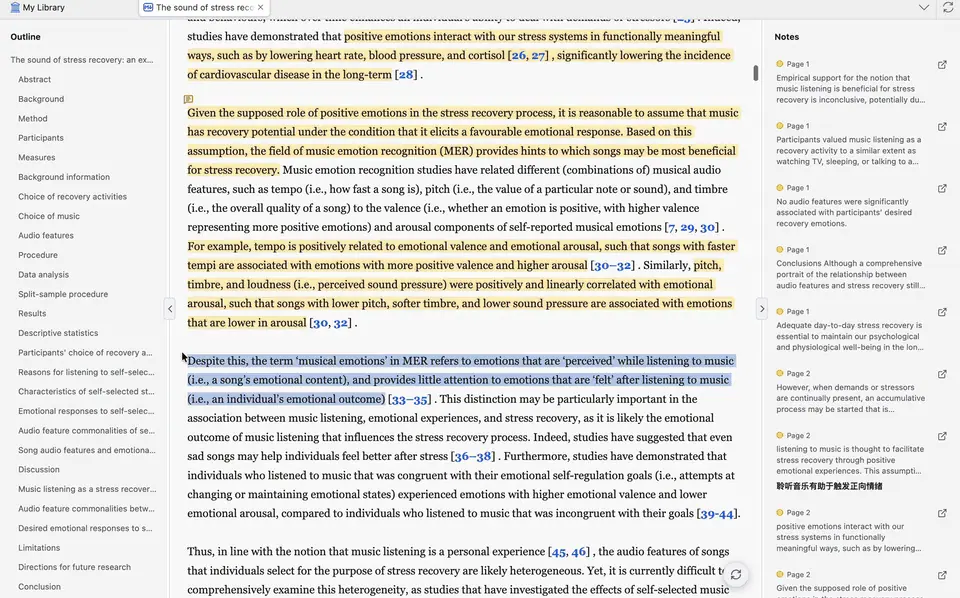 My Library
The sound of stress reco...
Outline
The sound of stress recovery: an ex...
Abstract
Background
Method
Participants
Measures
Background information
Choice of recovery activities
Choice of music
Audio features
Procedure
Data analysis
Split-sample procedure
Results
Descriptive statistics
Participants' choice of recovery a...
Reasons for listening to self-selec...
Characteristics of self-selected st...
Emotional responses to self-selec...
Audio feature commonalities of se...
Song audio features and emotiona...
Discussion
Music listening as a stress recover...
Audio feature commonalities betw...
Desired emotional responses to s...
Limitations
Directions for future research
Conclusion
studies have demonstrated that positive emotions interact with our stress systems in functionally meaningful
ways, such as by lowering heart rate, blood pressure, and cortisol [26, 27] , significantly lowering the incidence
of cardiovascular disease in the long-term [28] .
Given the supposed role of positive emotions in the stress recovery process, it is reasonable to assume that music
has recovery potential under the condition that it elicits a favourable emotional response. Based on this
assumption, the field of music emotion recognition (MER) provides hints to which songs may be most beneficial
for stress recovery. Music emotion recognition studies have related different (combinations of) musical audio
features, such as tempo (i.e., how fast a song is), pitch (i.e., the value of a particular note or sound), and timbre
(i.e., the overall quality of a song) to the valence (i.e., whether an emotion is positive, with higher valence
representing more positive emotions) and arousal components of self-reported musical emotions [7, 29, 30] .
For example, tempo is positively related to emotional valence and emotional arousal, such that songs with faster
tempi are associated with emotions with more positive valence and higher arousal [30–32] . Similarly, pitch,
timbre, and loudness (i.e., perceived sound pressure) were positively and linearly correlated with emotional
arousal, such that songs with lower pitch, softer timbre, and lower sound pressure are associated with emotions
that are lower in arousal [30, 32] .
Despite this, the term ‘musical emotions’ in MER refers to emotions that are ‘perceived’ while listening to music
(i.e., a song’s emotional content), and provides little attention to emotions that are ‘felt’ after listening to music
(i.e., an individual’s emotional outcome) [33–35] . This distinction may be particularly important in the
association between music listening, emotional experiences, and stress recovery, as it is likely the emotional
outcome of music listening that influences the stress recovery process. Indeed, studies have suggested that even
sad songs may help individuals feel better after stress [36–38] . Furthermore, studies have demonstrated that
individuals who listened to music that was congruent with their emotional self-regulation goals (i.e., attempts at
changing or maintaining emotional states) experienced emotions with higher emotional valence and lower
emotional arousal, compared to individuals who listened to music that was incongruent with their goals [39-44].
Thus, in line with the notion that music listening is a personal experience [45, 46] , the audio features of songs
that individuals select for the purpose of stress recovery are likely heterogeneous. Yet, it is currently difficult to
comprehensively examine this heterogeneity, as studies that have investigated the effects of self-selected music
Notes
Page 1
Empirical support for the notion that
music listening is beneficial for stress
recovery is inconclusive, potentially du...
Page 1
Participants valued music listening as a
recovery activity to a similar extent as
watching TV, sleeping, or talking to a...
Page 1
No audio features were significantly
associated with participants' desired
recovery emotions.
Page 1
Conclusions Although a comprehensive
portrait of the relationship between
audio features and stress recovery still...
Page 1
Adequate day-to-day stress recovery is
essential to maintain our psychological
and physiological well-being in the lon...
Page 2
However, when demands or stressors
are continually present, an accumulative
process may be started that is...
Page 2
listening to music is thought to facilitate
stress recovery through positive
emotional experiences. This assumpti...
聆听音乐有助于触发正向情绪
Page 2
positive emotions interact with our
stress systems in functionally
meaningful ways, such as by lowering...
Page 2
Given the supposed role of positive